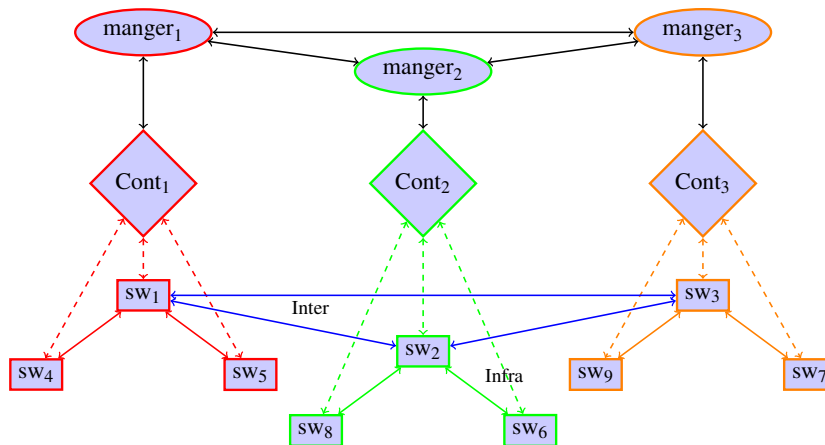 manger₁
manger₃
manger₂
Cont₁
Cont₂
Cont₃
sw₁
sw₃
Inter
sw₂
sw₄
sw₅
Infra
sw₉
sw₇
sw₈
sw₆